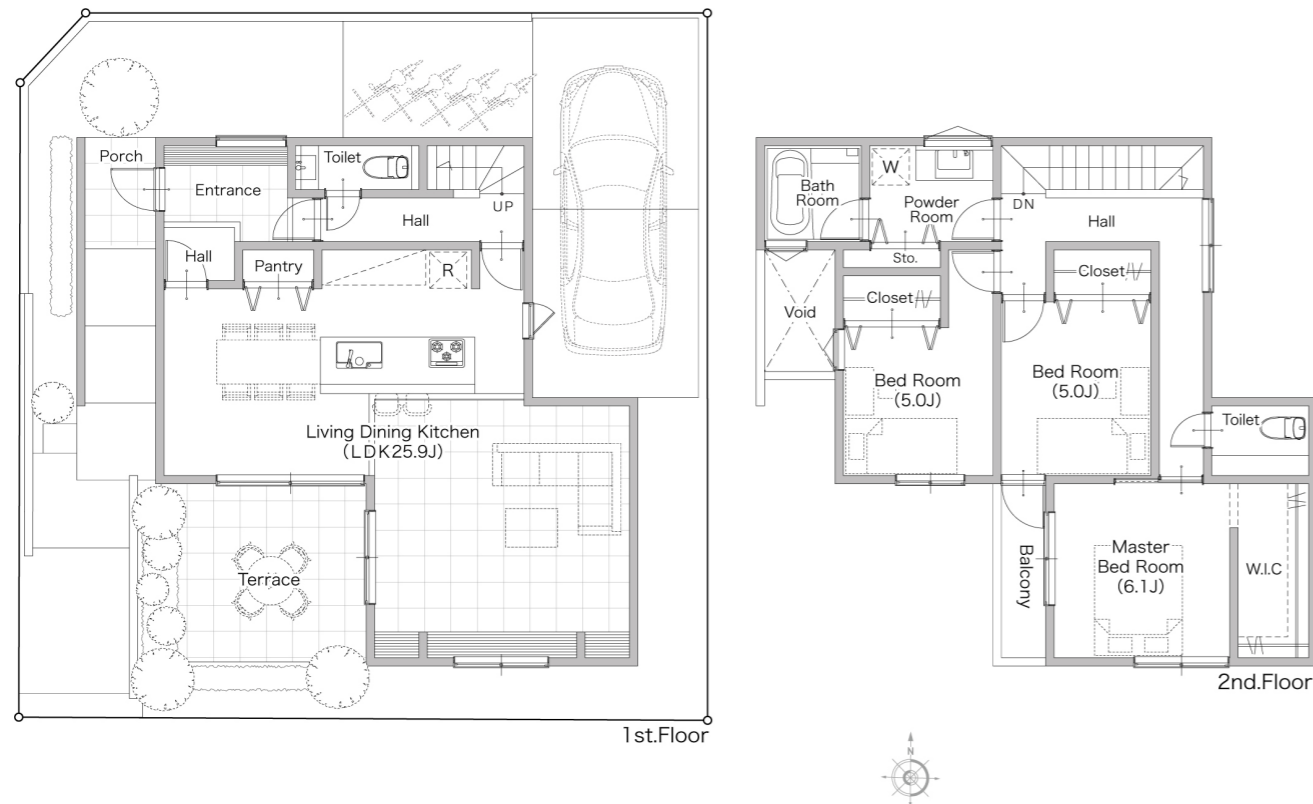 Porch
Entrance
Toilet
UP
Hall
Hall
Pantry
R
Living Dining Kitchen
(LDK25.9J)
Terrace
1st.Floor
Bath
Room
W
Powder
Room
DN
Hall
Sto.
Closet
Closet
Void
Bed Room
(5.0J)
Bed Room
(5.0J)
Toilet
Balcony
Master
Bed Room
(6.1J)
W.I.C
2nd.Floor
N